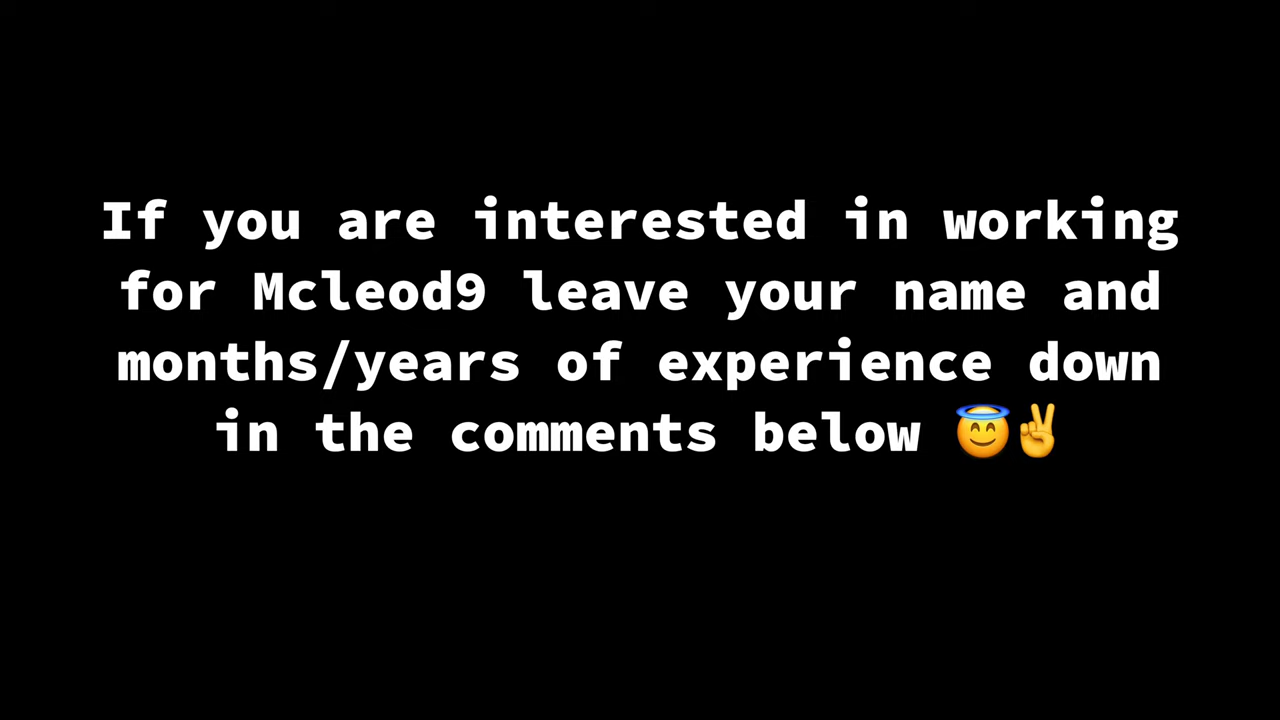 If you are interested in working
for Mcleod9 leave your name and
months/years of experience down
in the comments below 😇✌